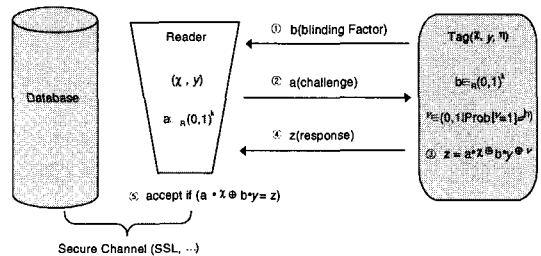 ① b(blinding Factor)
Reader
Tag(χ, y, η)
(χ , y)
② a(challenge)
b∈R(0,1)k
Database
a R(0,1)k
ν∈{0,1|Prob[ν=1]=η}
④ z(response)
③ z = a•χ⊕b•y⊕ν
⑤ accept if (a • χ ⊕ b•y= z)
Secure Channel (SSL, ...)